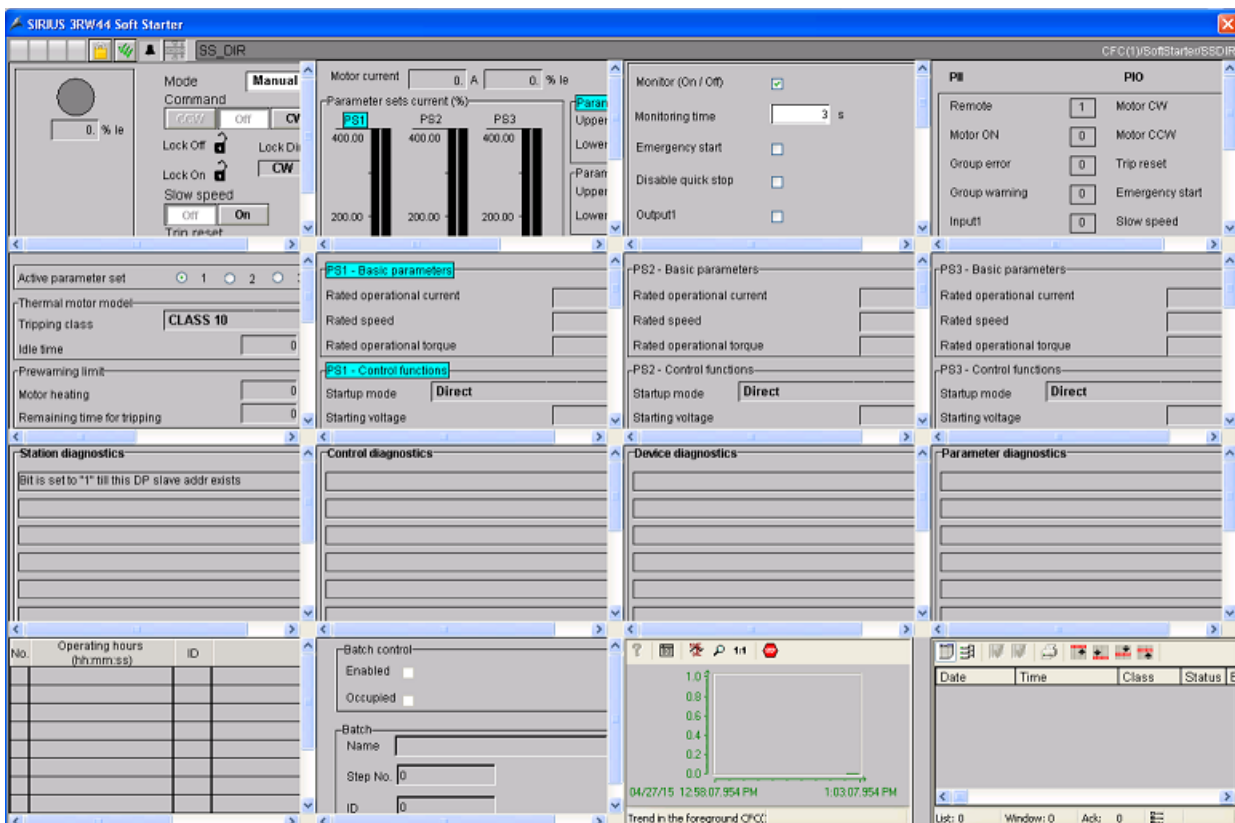 SIRIUS 3RW44 Soft Starter
SS_DIR
CFC(1)/SoftStarter/SSDIR
0. % Ie
Mode Manual
Command
CCW Off CW
Lock Off Lock Dir
Lock On CW
Slow speed
Off On
Trip reset
Motor current 0. A 0. % Ie
Parameter sets current (%)
PS1 PS2 PS3
400.00 400.00 400.00
200.00 200.00 200.00
Param
Upper
Lower
Param
Upper
Lower
Monitor (On / Off)
Monitoring time 3 s
Emergency start
Disable quick stop
Output1
PII PIO
Remote 1 Motor CW
Motor ON 0 Motor CCW
Group error 0 Trip reset
Group warning 0 Emergency start
Input1 0 Slow speed
Active parameter set 1 2
Thermal motor model
Tripping class CLASS 10
Idle time 0
Prewarning limit
Motor heating 0
Remaining time for tripping 0
PS1 - Basic parameters
Rated operational current
Rated speed
Rated operational torque
PS1 - Control functions
Startup mode Direct
Starting voltage
PS2 - Basic parameters
Rated operational current
Rated speed
Rated operational torque
PS2 - Control functions
Startup mode Direct
Starting voltage
PS3 - Basic parameters
Rated operational current
Rated speed
Rated operational torque
PS3 - Control functions
Startup mode Direct
Starting voltage
Station diagnostics
Bit is set to "1" till this DP slave addr exists
Control diagnostics
Device diagnostics
Parameter diagnostics
No. Operating hours (hh:mm:ss) ID
Batch control
Enabled
Occupied
Batch
Name
Step No. 0
ID 0
? 1:1 STOP
1.0
0.8
0.6
0.4
0.2
0.0
04/27/15 12:58:07.954 PM 1:03:07.954 PM
Trend in the foreground CFC(
Date Time Class Status E
List: 0 Window: 0 Ack: 0